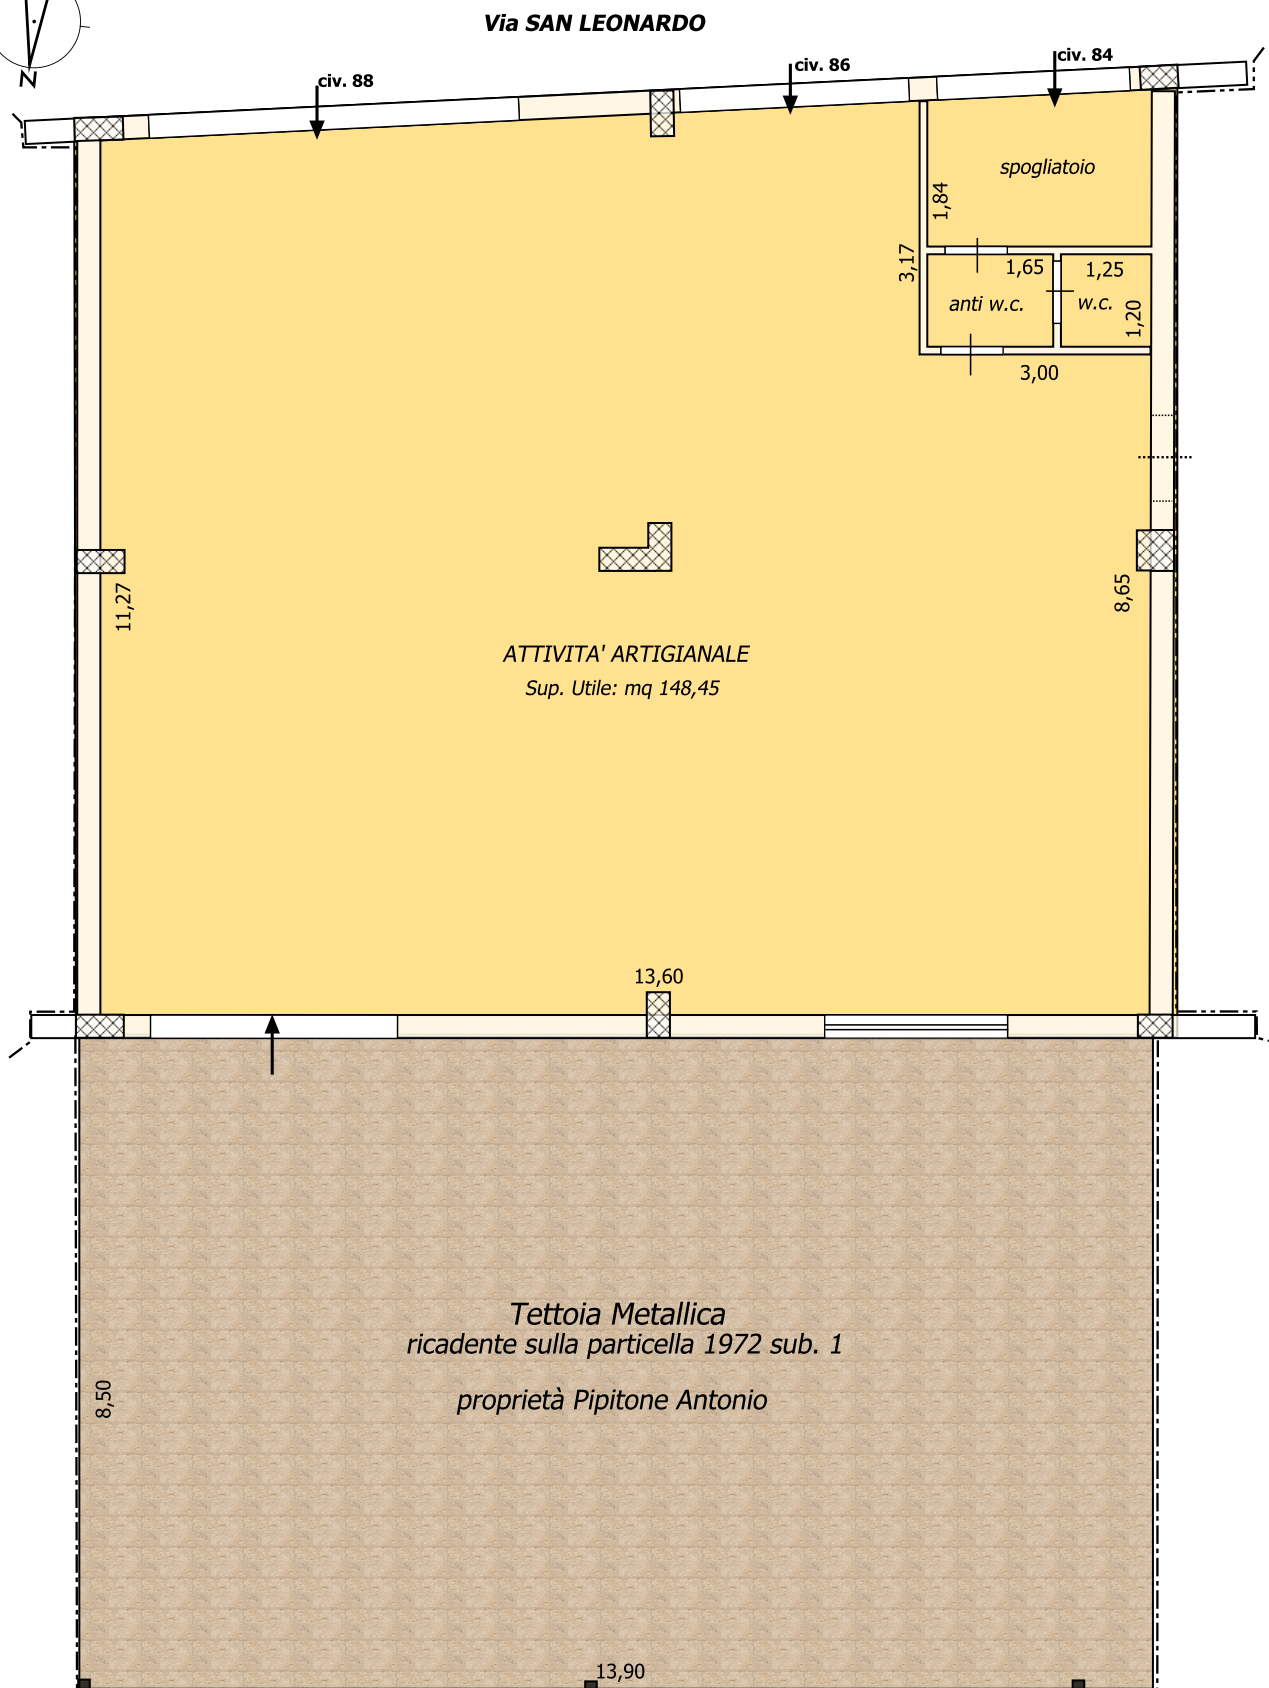 Via SAN LEONARDO
N
civ. 88
civ. 86
civ. 84
spogliatoio
1,84
3,17
1,65
1,25
anti w.c.
w.c.
1,20
3,00
11,27
8,65
ATTIVITA' ARTIGIANALE
Sup. Utile: mq 148,45
13,60
Tettoia Metallica
ricadente sulla particella 1972 sub. 1
proprietà Pipitone Antonio
8,50
13,90